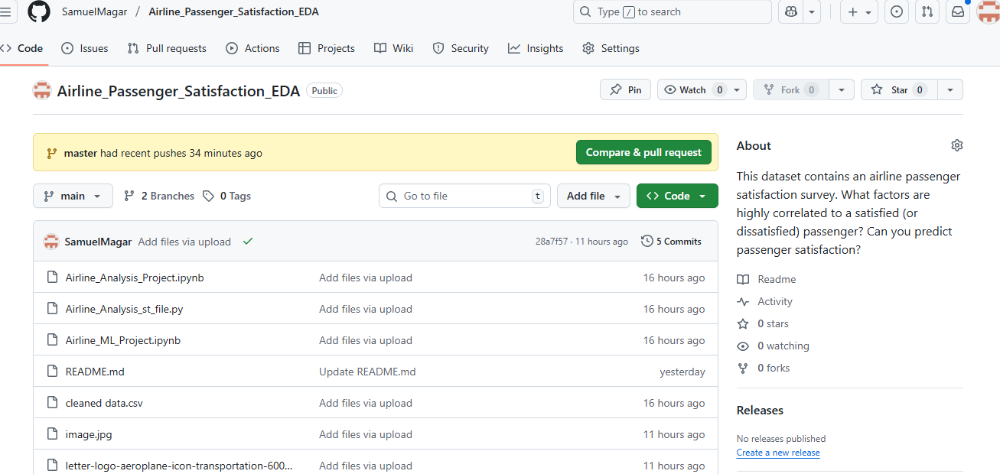 SamuelMagar / Airline_Passenger_Satisfaction_EDA
Type / to search
Code Issues Pull requests Actions Projects Wiki Security Insights Settings
Airline_Passenger_Satisfaction_EDA Public
Pin Watch 0 Fork 0 Star 0
master had recent pushes 34 minutes ago
Compare & pull request
main 2 Branches 0 Tags
Go to file t
Add file
Code
SamuelMagar Add files via upload 28a7f57 · 11 hours ago 5 Commits
Airline_Analysis_Project.ipynb Add files via upload 16 hours ago
Airline_Analysis_st_file.py Add files via upload 16 hours ago
Airline_ML_Project.ipynb Add files via upload 16 hours ago
README.md Update README.md yesterday
cleaned data.csv Add files via upload 16 hours ago
image.jpg Add files via upload 11 hours ago
letter-logo-aeroplane-icon-transportation-600... Add files via upload 11 hours ago
About
This dataset contains an airline passenger
satisfaction survey. What factors are
highly correlated to a satisfied (or
dissatisfied) passenger? Can you predict
passenger satisfaction?
Readme
Activity
0 stars
0 watching
0 forks
Releases
No releases published
Create a new release